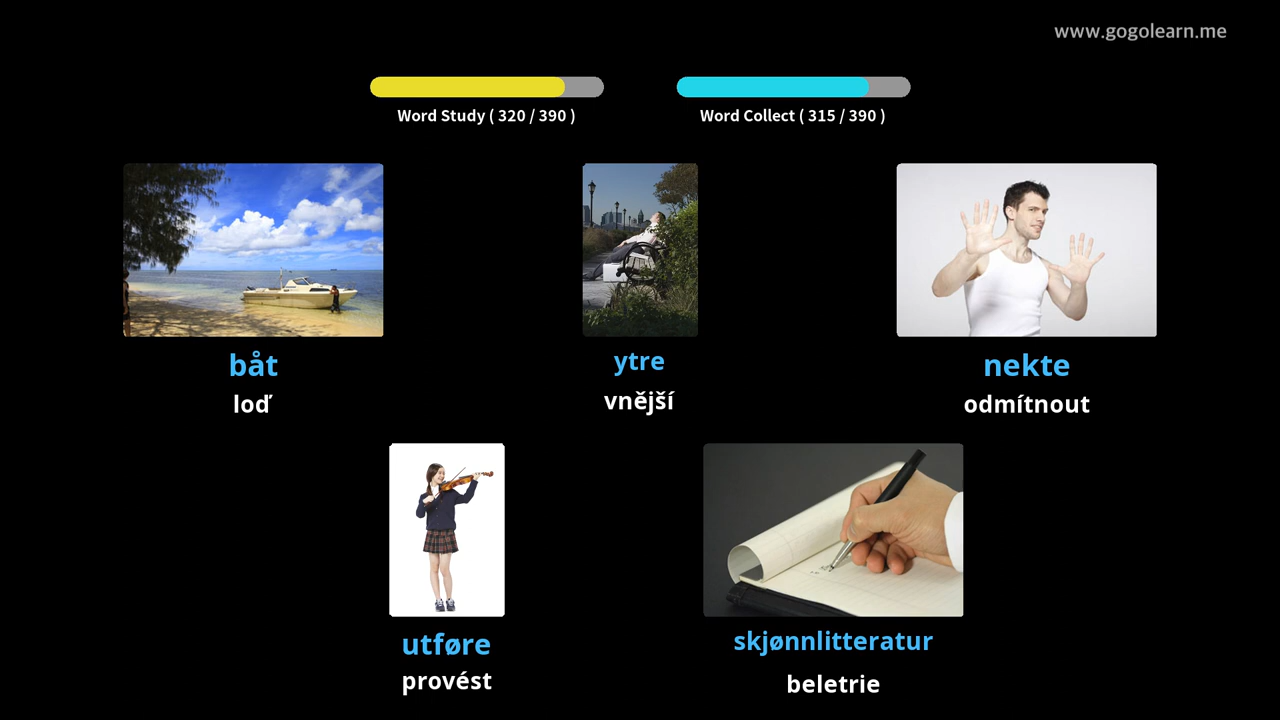 www.gogolearn.me
Word Study ( 320 / 390 )
Word Collect ( 315 / 390 )
båt
loď
ytre
vnější
nekte
odmítnout
utføre
provést
skjønnlitteratur
beletrie